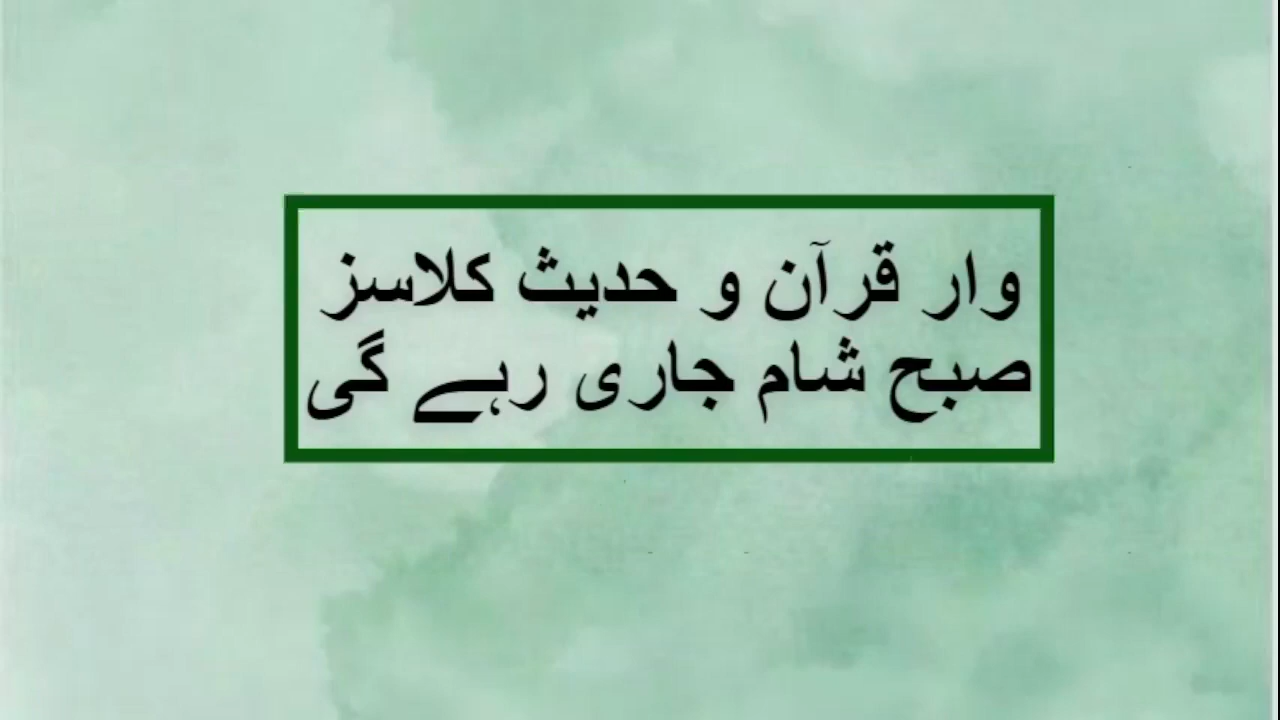 وار قرآن و حدیث کلاسز
صبح شام جاری رہے گی